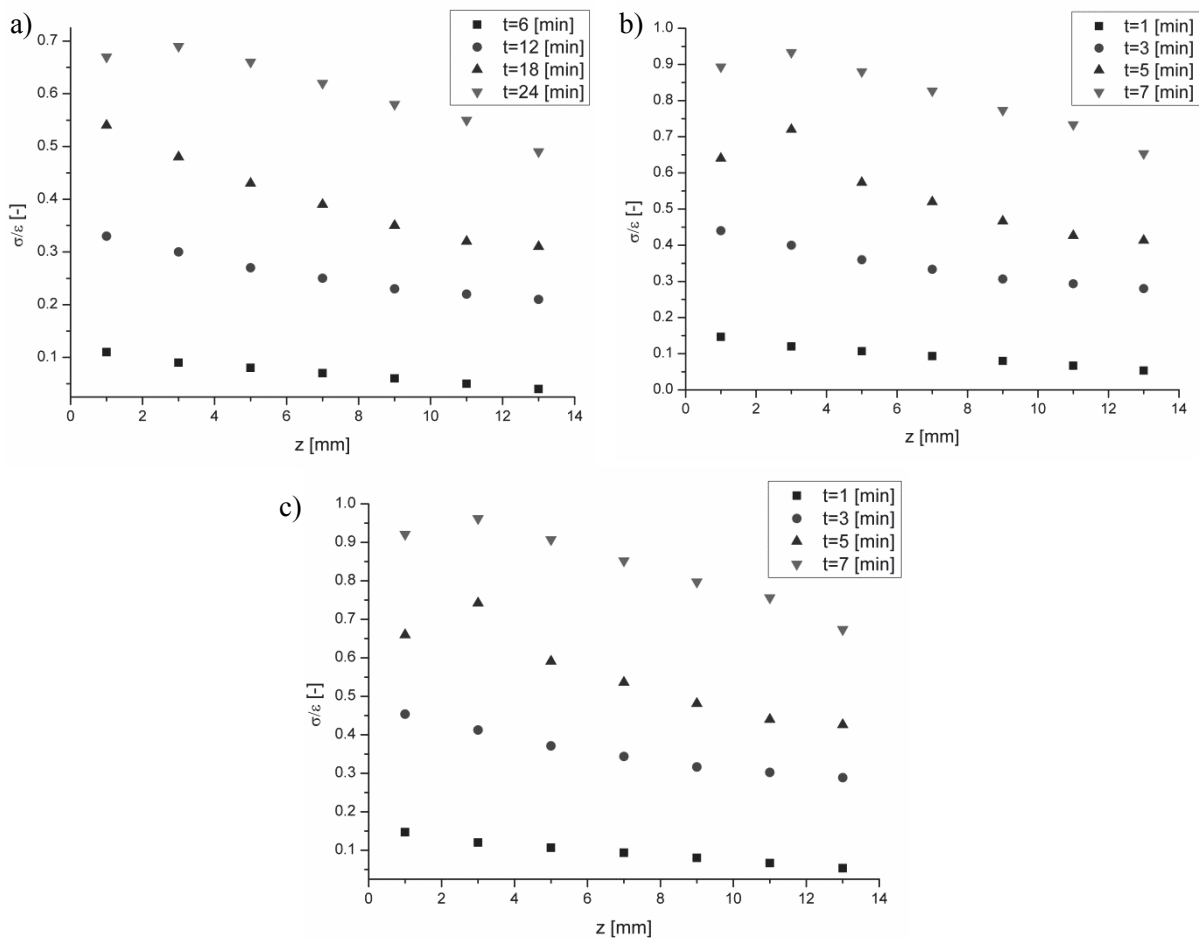 a)
t=6 [min]
t=12 [min]
t=18 [min]
t=24 [min]
0.7
0.6
0.5
0.4
0.3
0.2
0.1
σ/ε [-]
0 2 4 6 8 10 12 14
z [mm]
b)
t=1 [min]
t=3 [min]
t=5 [min]
t=7 [min]
1.0
0.9
0.8
0.7
0.6
0.5
0.4
0.3
0.2
0.1
0.0
σ/ε [-]
0 2 4 6 8 10 12 14
z [mm]
c)
t=1 [min]
t=3 [min]
t=5 [min]
t=7 [min]
1.0
0.9
0.8
0.7
0.6
0.5
0.4
0.3
0.2
0.1
σ/ε [-]
0 2 4 6 8 10 12 14
z [mm]